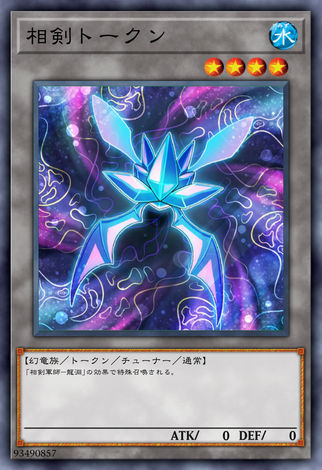 相剣トークン
水
【幻竜族／トークン／チューナー／通常】
「相剣軍師-龍淵」の効果で特殊召喚される。
ATK/ 0 DEF/ 0
93490857